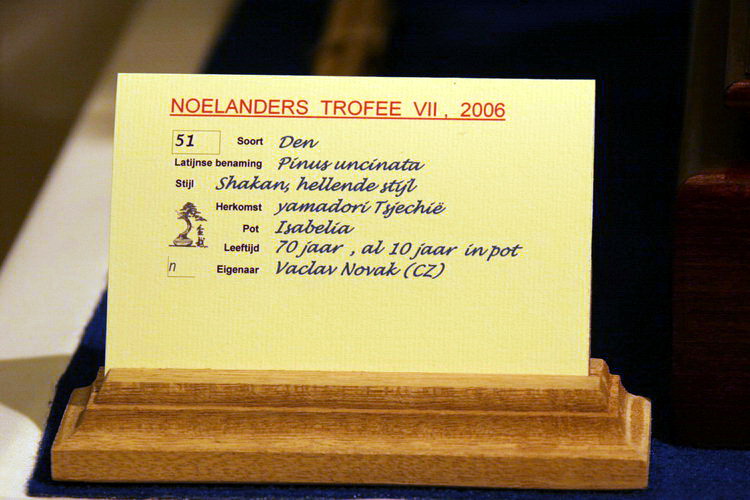 NOELANDERS TROFEE VII, 2006
51 Soort Den
Latijnse benaming Pinus uncinata
Stijl Shakan, hellende stijl
Herkomst yamadori Tsjechië
Pot Isabelia
Leeftijd 70 jaar , al 10 jaar in pot
n Eigenaar Vaclav Novak (CZ)